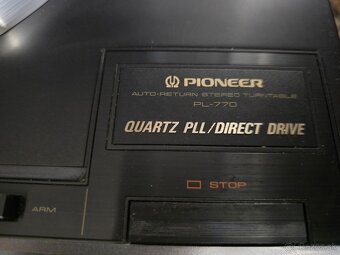 PIONEER
AUTO-RETURN STEREO TURNTABLE
PL-770
QUARTZ PLL/DIRECT DRIVE
STOP
ARM